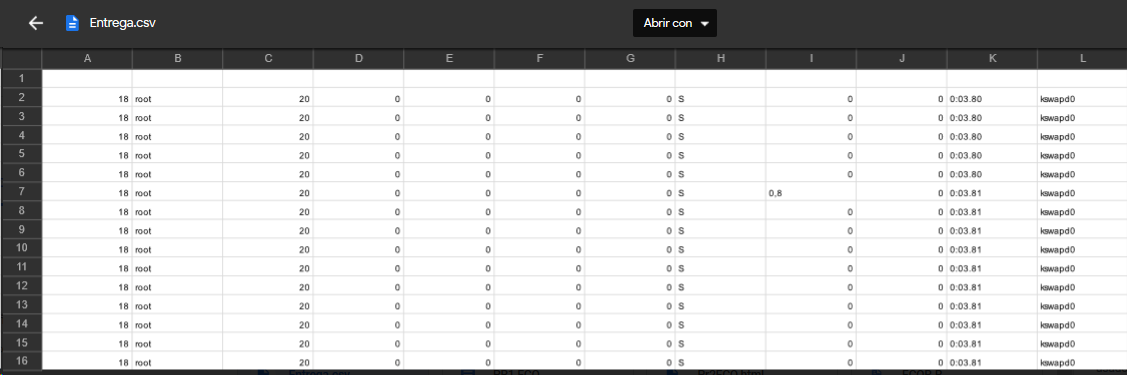 Entrega.csv Abrir con
A B C D E F G H I J K L
1
2 18 root 20 0 0 0 0 S 0 0 0:03.80 kswapd0
3 18 root 20 0 0 0 0 S 0 0 0:03.80 kswapd0
4 18 root 20 0 0 0 0 S 0 0 0:03.80 kswapd0
5 18 root 20 0 0 0 0 S 0 0 0:03.80 kswapd0
6 18 root 20 0 0 0 0 S 0 0 0:03.80 kswapd0
7 18 root 20 0 0 0 0 S 0,8 0 0:03.81 kswapd0
8 18 root 20 0 0 0 0 S 0 0 0:03.81 kswapd0
9 18 root 20 0 0 0 0 S 0 0 0:03.81 kswapd0
10 18 root 20 0 0 0 0 S 0 0 0:03.81 kswapd0
11 18 root 20 0 0 0 0 S 0 0 0:03.81 kswapd0
12 18 root 20 0 0 0 0 S 0 0 0:03.81 kswapd0
13 18 root 20 0 0 0 0 S 0 0 0:03.81 kswapd0
14 18 root 20 0 0 0 0 S 0 0 0:03.81 kswapd0
15 18 root 20 0 0 0 0 S 0 0 0:03.81 kswapd0
16 18 root 20 0 0 0 0 S 0 0 0:03.81 kswapd0